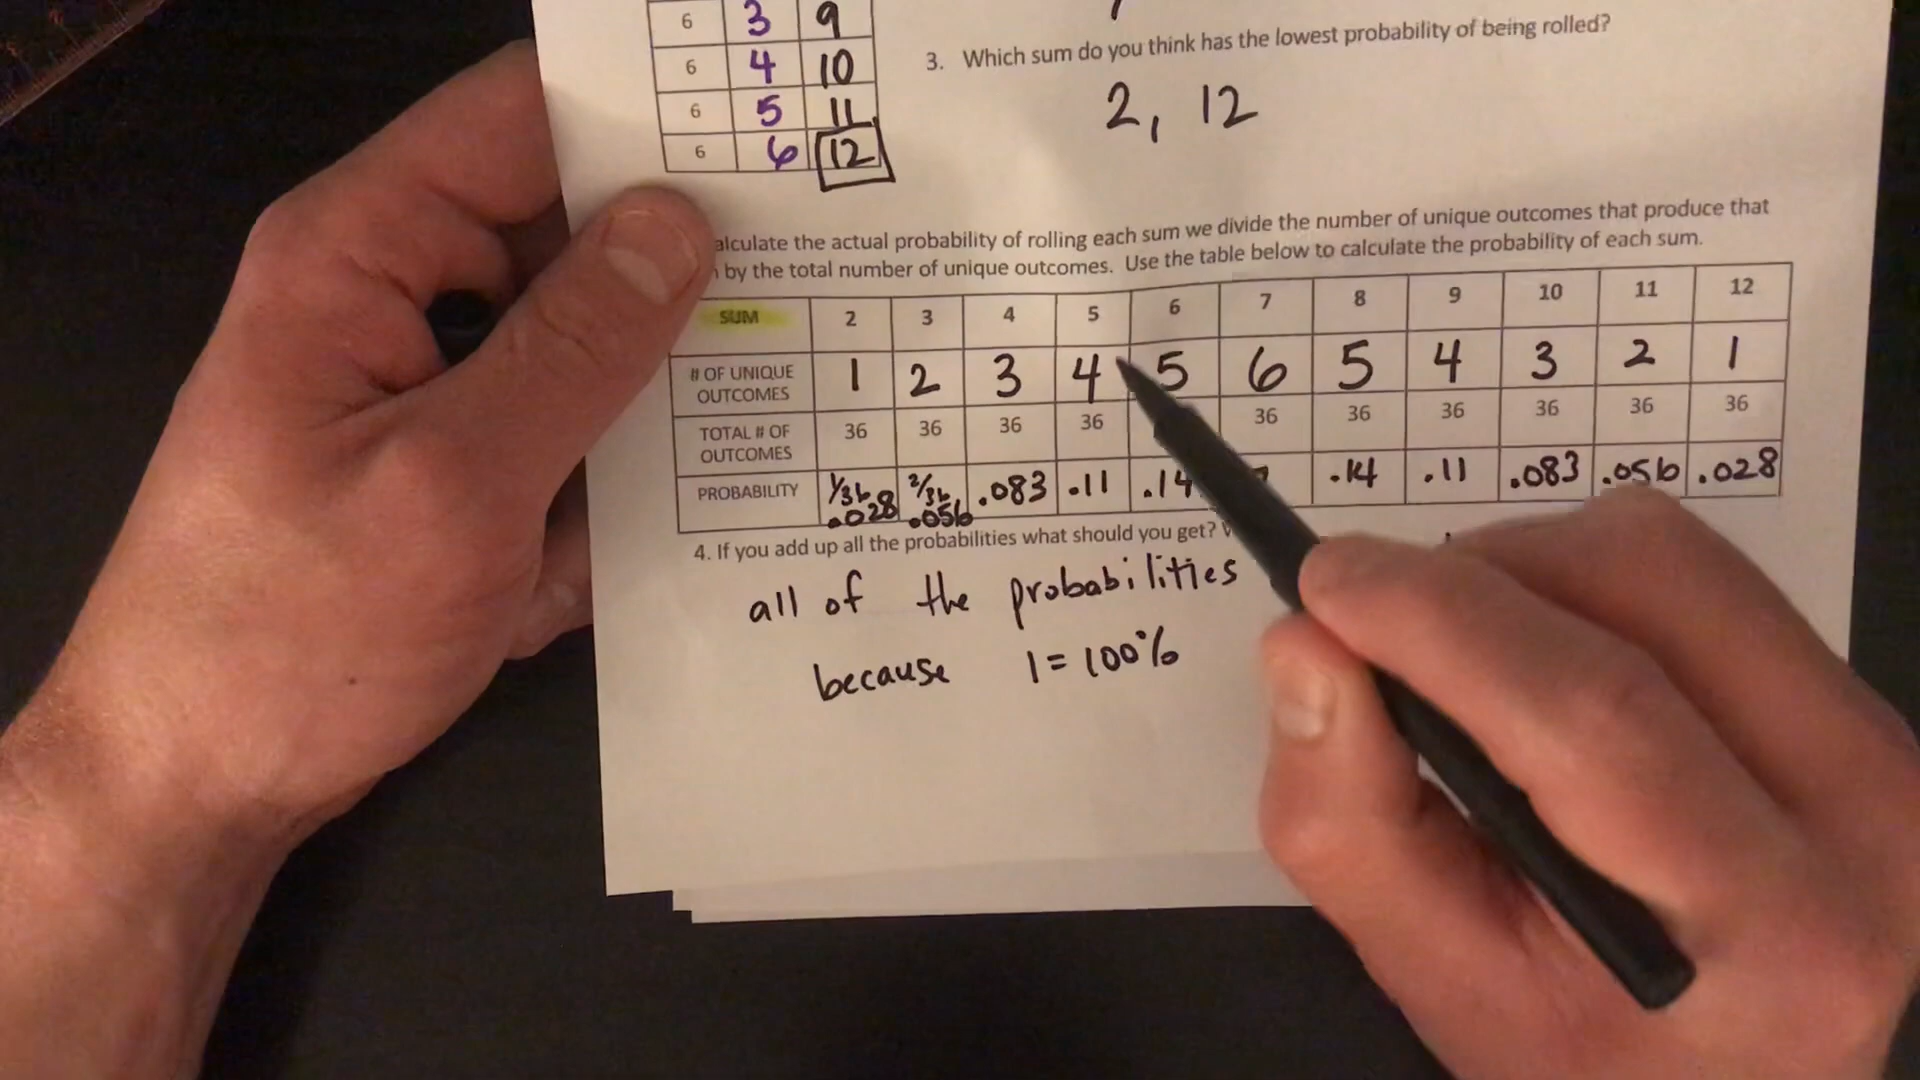 6 3 9
6 4 10
6 5 11
6 6 12
3. Which sum do you think has the lowest probability of being rolled?
2, 12
alculate the actual probability of rolling each sum we divide the number of unique outcomes that produce that
by the total number of unique outcomes. Use the table below to calculate the probability of each sum.
SUM 2 3 4 5 6 7 8 9 10 11 12
# OF UNIQUE OUTCOMES 1 2 3 4 5 6 5 4 3 2 1
TOTAL # OF OUTCOMES 36 36 36 36 36 36 36 36 36 36
PROBABILITY 1/36 .028 2/36 .056 .083 .11 .14 .14 .11 .083 .056 .028
4. If you add up all the probabilities what should you get?
all of the probabilities
because 1 = 100%